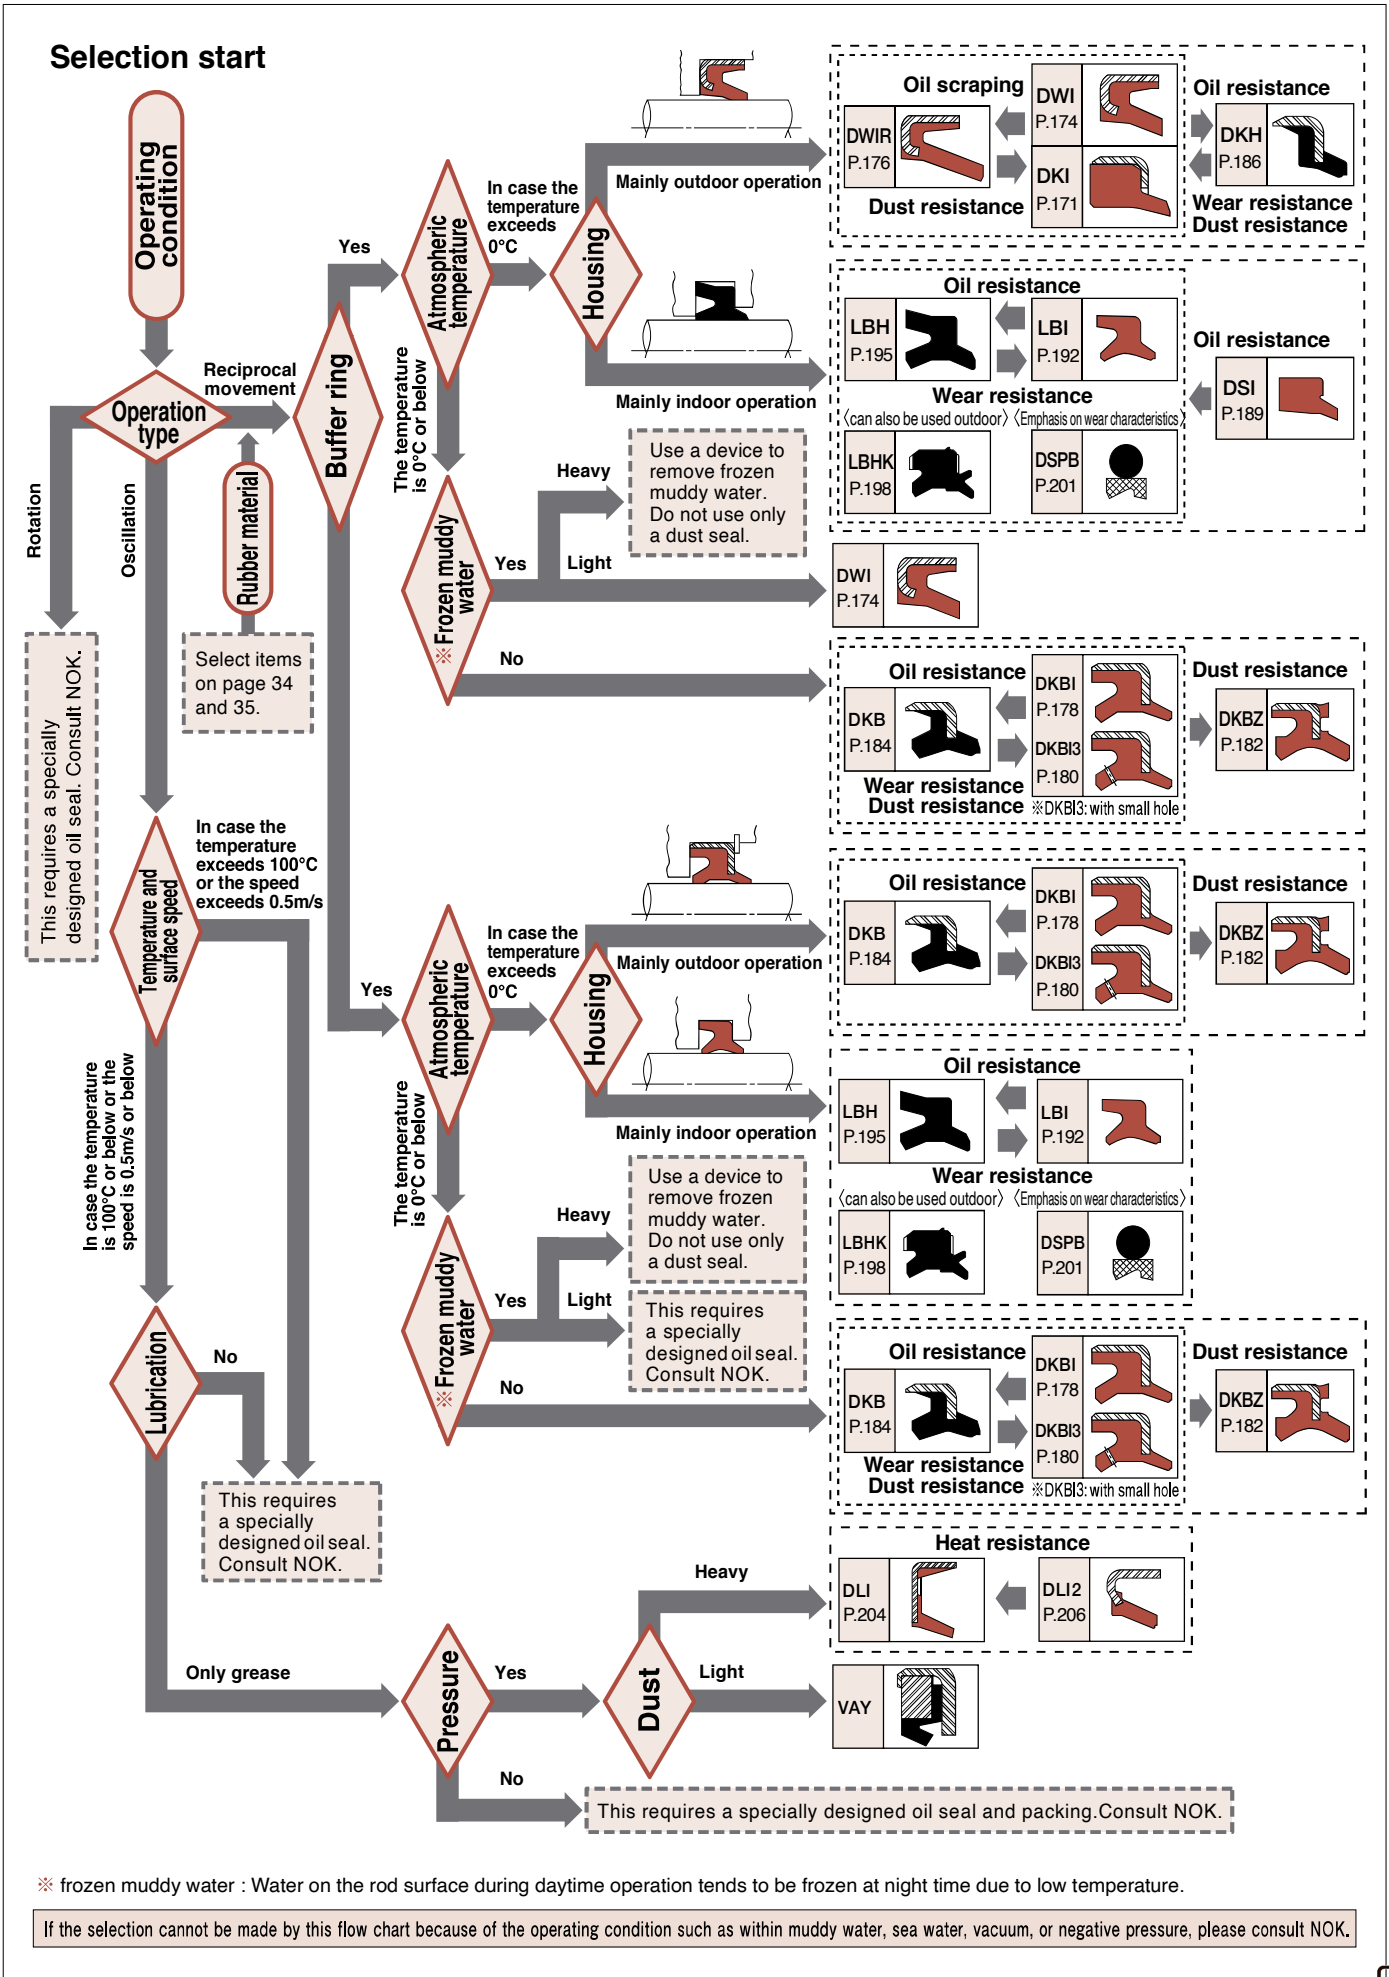 Selection start
Operating
condition
Operation
type
Reciprocal
movement
Rotation
Oscillation
Rubber material
Select items
on page 34
and 35.
This requires a specially
designed oil seal. Consult NOK.
Buffer ring
Yes
Atmospheric
temperature
In case the
temperature
exceeds
0°C
Housing
Mainly outdoor operation
Mainly indoor operation
The temperature
is 0°C or below
※ Frozen muddy
water
Yes
Heavy
Light
No
Use a device to
remove frozen
muddy water.
Do not use only
a dust seal.
Oil scraping
DWIR
P.176
DWI
P.174
DKI
P.171
Dust resistance
Oil resistance
DKH
P.186
Wear resistance
Dust resistance
Oil resistance
LBH
P.195
LBI
P.192
Wear resistance
〈can also be used outdoor〉
〈Emphasis on wear characteristics〉
LBHK
P.198
DSPB
P.201
Oil resistance
DSI
P.189
DWI
P.174
Oil resistance
DKB
P.184
DKBI
P.178
DKBI3
P.180
Wear resistance
Dust resistance
※DKBI3: with small hole
Dust resistance
DKBZ
P.182
Temperature and
surface speed
In case the
temperature
exceeds 100°C
or the speed
exceeds 0.5m/s
In case the temperature
is 100°C or below or the
speed is 0.5m/s or below
Yes
Atmospheric
temperature
In case the
temperature
exceeds
0°C
Housing
Mainly outdoor operation
Mainly indoor operation
The temperature
is 0°C or below
※ Frozen muddy
water
Yes
Heavy
Light
No
Use a device to
remove frozen
muddy water.
Do not use only
a dust seal.
This requires
a specially
designed oil seal.
Consult NOK.
Oil resistance
DKB
P.184
DKBI
P.178
DKBI3
P.180
Dust resistance
DKBZ
P.182
Oil resistance
LBH
P.195
LBI
P.192
Wear resistance
〈can also be used outdoor〉
〈Emphasis on wear characteristics〉
LBHK
P.198
DSPB
P.201
Oil resistance
DKB
P.184
DKBI
P.178
DKBI3
P.180
Wear resistance
Dust resistance
※DKBI3: with small hole
Dust resistance
DKBZ
P.182
Lubrication
No
This requires
a specially
designed oil seal.
Consult NOK.
Only grease
Pressure
Yes
No
Dust
Heavy
Light
Heat resistance
DLI
P.204
DLI2
P.206
VAY
This requires a specially designed oil seal and packing.Consult NOK.
※ frozen muddy water : Water on the rod surface during daytime operation tends to be frozen at night time due to low temperature.
If the selection cannot be made by this flow chart because of the operating condition such as within muddy water, sea water, vacuum, or negative pressure, please consult NOK.